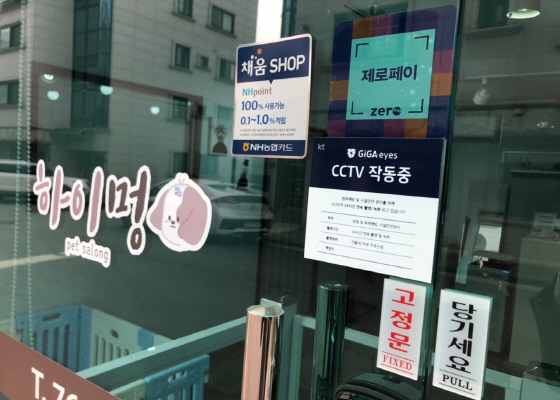 채움 SHOP
NHpoint
100% 사용가능
0.1~1.0% 적립
NH농협카드
제로페이
zero
kt
GiGA eyes
CCTV 작동중
하이멍
pet salong
고정문
FIXED
당기세요
PULL
T.7